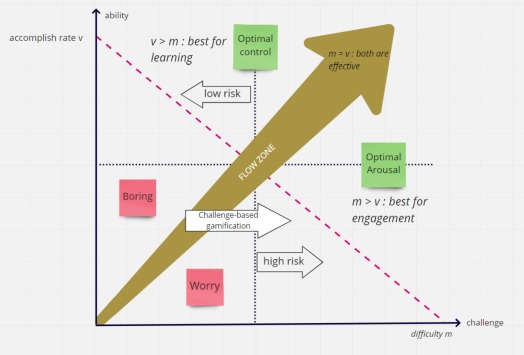 ability
accomplish rate v
v > m : best for
learning
Optimal
control
m = v : both are
effective
low risk
FLOW ZONE
Optimal
Arousal
Boring
m > v : best for
engagement
Challenge-based
gamification
high risk
Worry
challenge
difficulty m